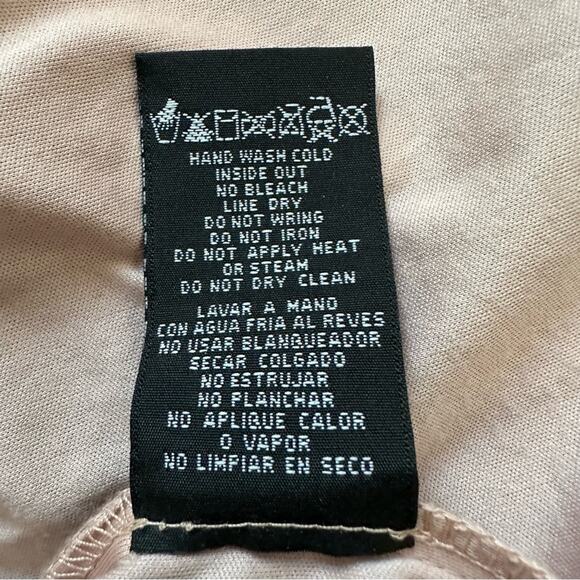 HAND WASH COLD
INSIDE OUT
NO BLEACH
LINE DRY
DO NOT WRING
DO NOT IRON
DO NOT APPLY HEAT
OR STEAM
DO NOT DRY CLEAN
LAVAR A MANO
CON AGUA FRIA AL REVES
NO USAR BLANQUEADOR
SECAR COLGADO
NO ESTRUJAR
NO PLANCHAR
NO APLIQUE CALOR
O VAPOR
NO LIMPIAR EN SECO